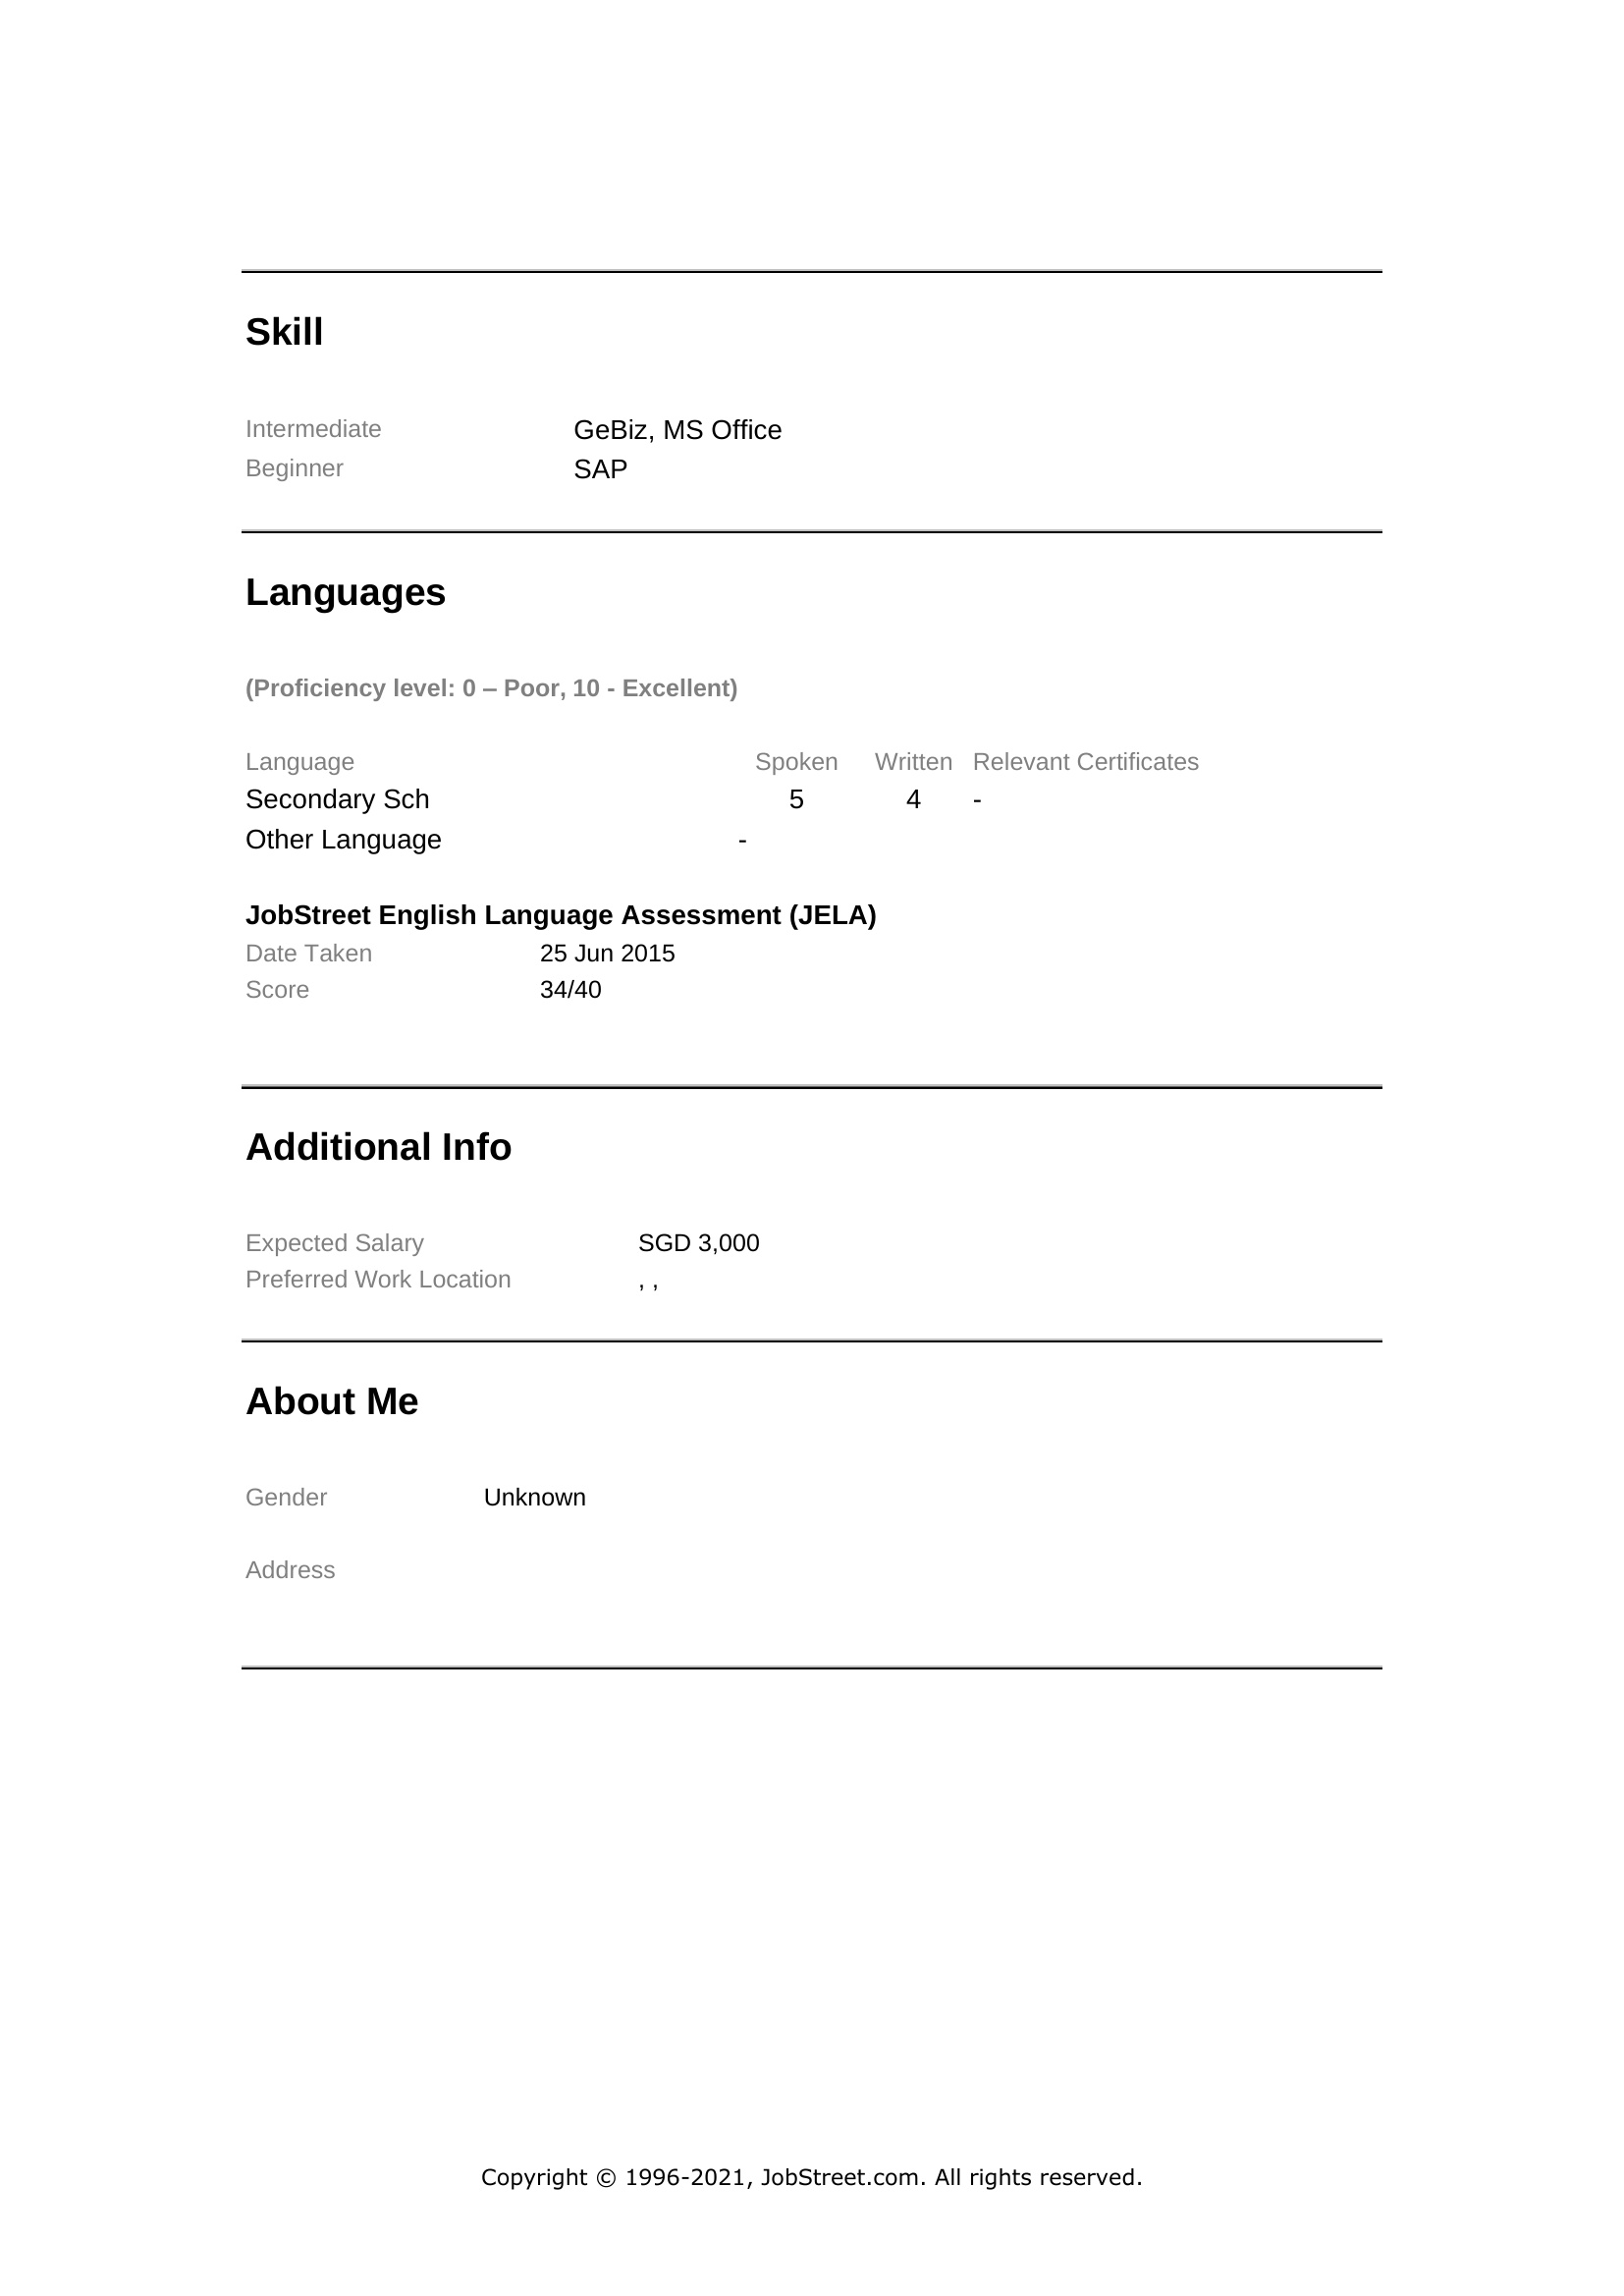 Skill
Intermediate GeBiz, MS Office
Beginner SAP
Languages
(Proficiency level: 0 – Poor, 10 - Excellent)
Language Spoken Written Relevant Certificates
Secondary Sch 5 4 -
Other Language -
JobStreet English Language Assessment (JELA)
Date Taken 25 Jun 2015
Score 34/40
Additional Info
Expected Salary SGD 3,000
Preferred Work Location , ,
About Me
Gender Unknown
Address
Copyright © 1996-2021, JobStreet.com. All rights reserved.